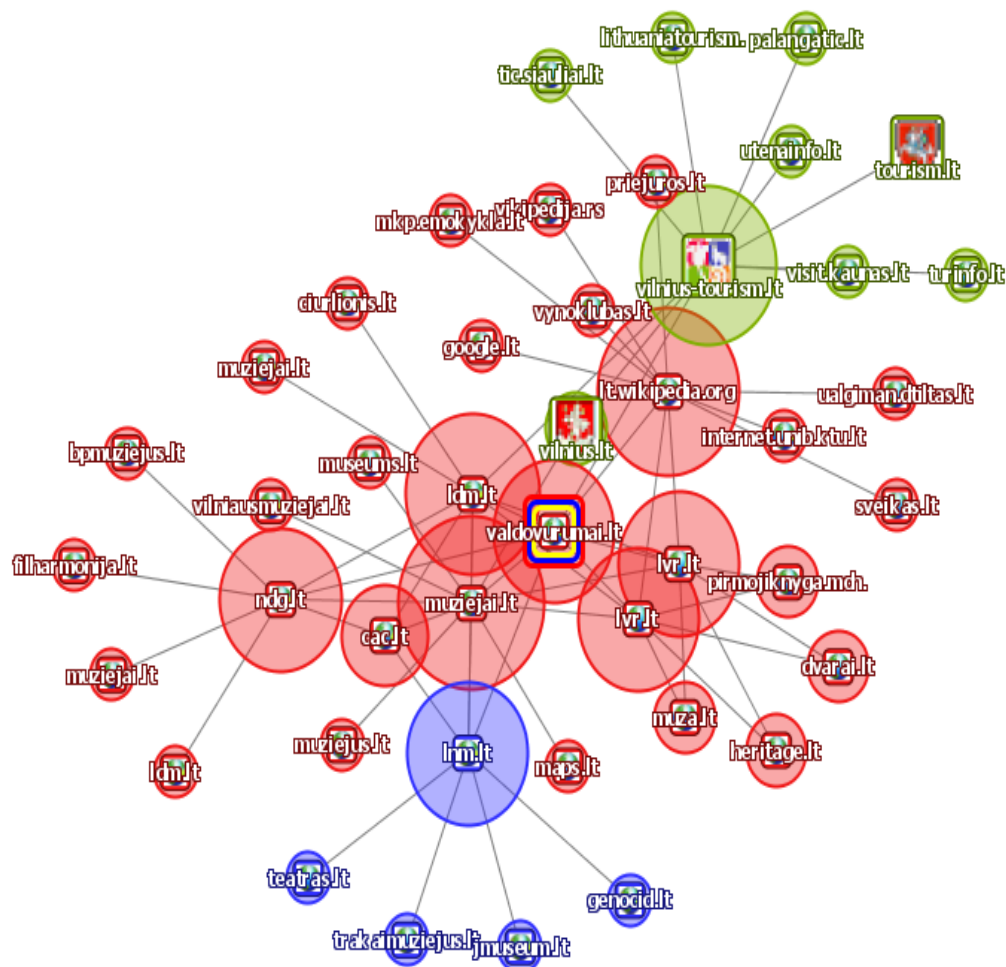 lithuaniatourism.
palangatic.lt
tic.siauliai.lt
utenainfo.lt
tourism.lt
priejuros.lt
vikipedija.rs
mkp.emokykla.lt
visit.kaunas.lt
turinfo.lt
vilnius-tourism.lt
ciurlionis.lt
vynoklubas.lt
google.lt
muziejai.lt
lt.wikipedia.org
ualgiman.dtiltas.lt
internet.unib.ktu.lt
vilnius.lt
bpmuziejus.lt
museums.lt
ldm.lt
vilniausmuziejai.lt
sveikas.lt
valdovurumai.lt
filharmonija.lt
lvr.lt
pirmojiknyga.mch.
ndg.lt
muziejai.lt
lvr.lt
cac.lt
dvarai.lt
muziejai.lt
muza.lt
muziejus.lt
heritage.lt
lnm.lt
ldm.lt
maps.lt
teatras.lt
genocid.lt
trakaimuziejus.lt
jmuseum.lt